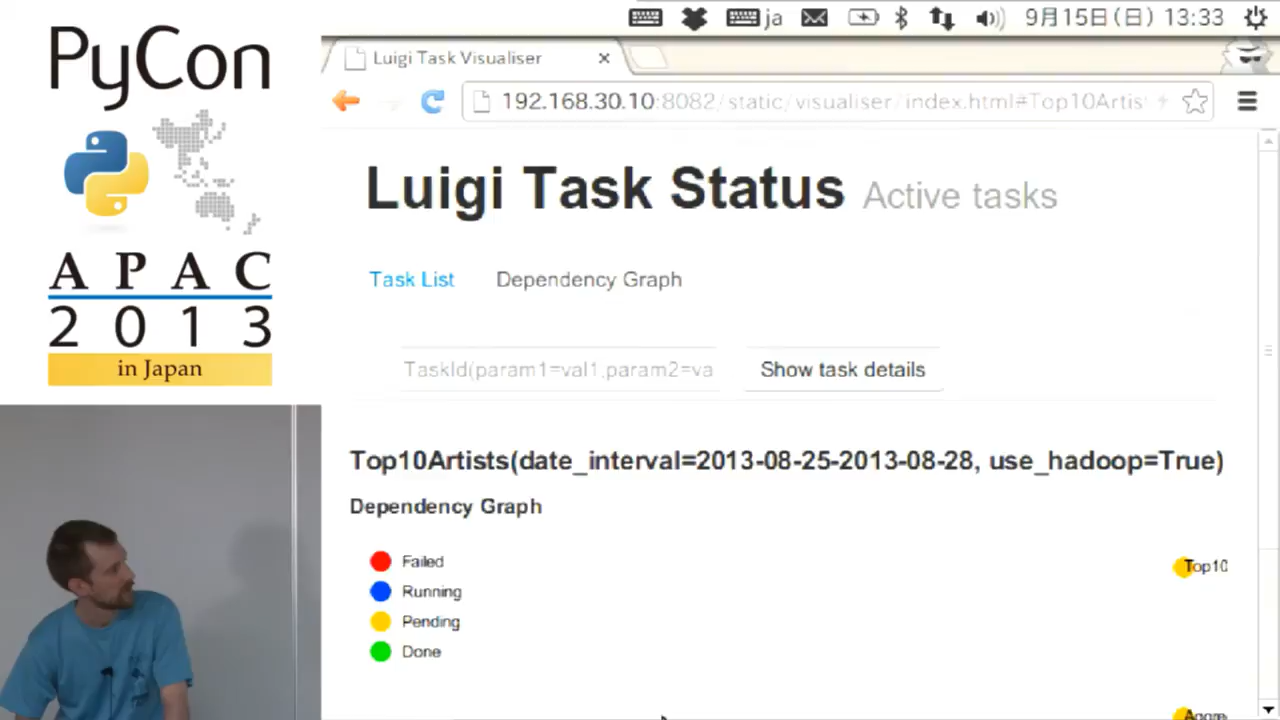 PyCon
APAC
2013
in Japan
ja
9月15日(日) 13:33
Luigi Task Visualiser
192.168.30.10:8082/static/visualiser/index.html#Top10Artis
Luigi Task Status Active tasks
Task List Dependency Graph
TaskId(param1=val1,param2=va Show task details
Top10Artists(date_interval=2013-08-25-2013-08-28, use_hadoop=True)
Dependency Graph
Failed
Top10
Running
Pending
Done
Aggre